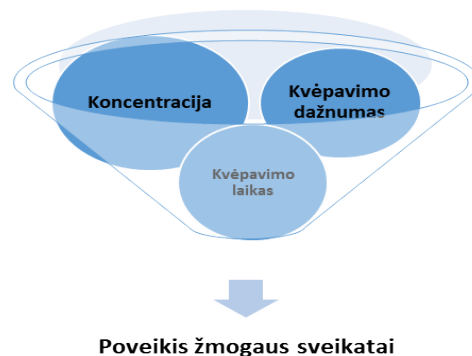 Koncentracija
Kvėpavimo
dažnumas
Kvėpavimo
laikas
Poveikis žmogaus sveikatai